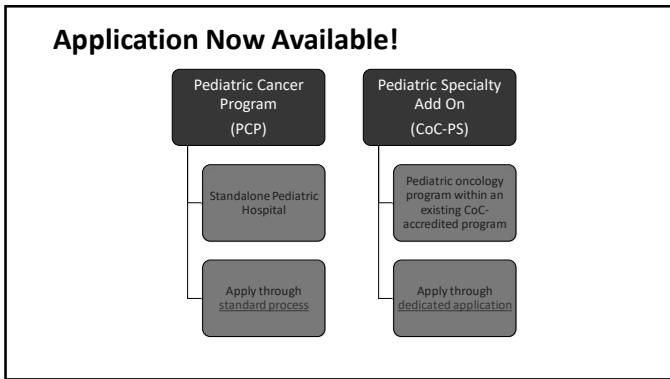 Application Now Available!
Pediatric Cancer
Program
(PCP)
Standalone Pediatric
Hospital
Apply through
standard process
Pediatric Specialty
Add On
(CoC-PS)
Pediatric oncology
program within an
existing CoC-
accredited program
Apply through
dedicated application